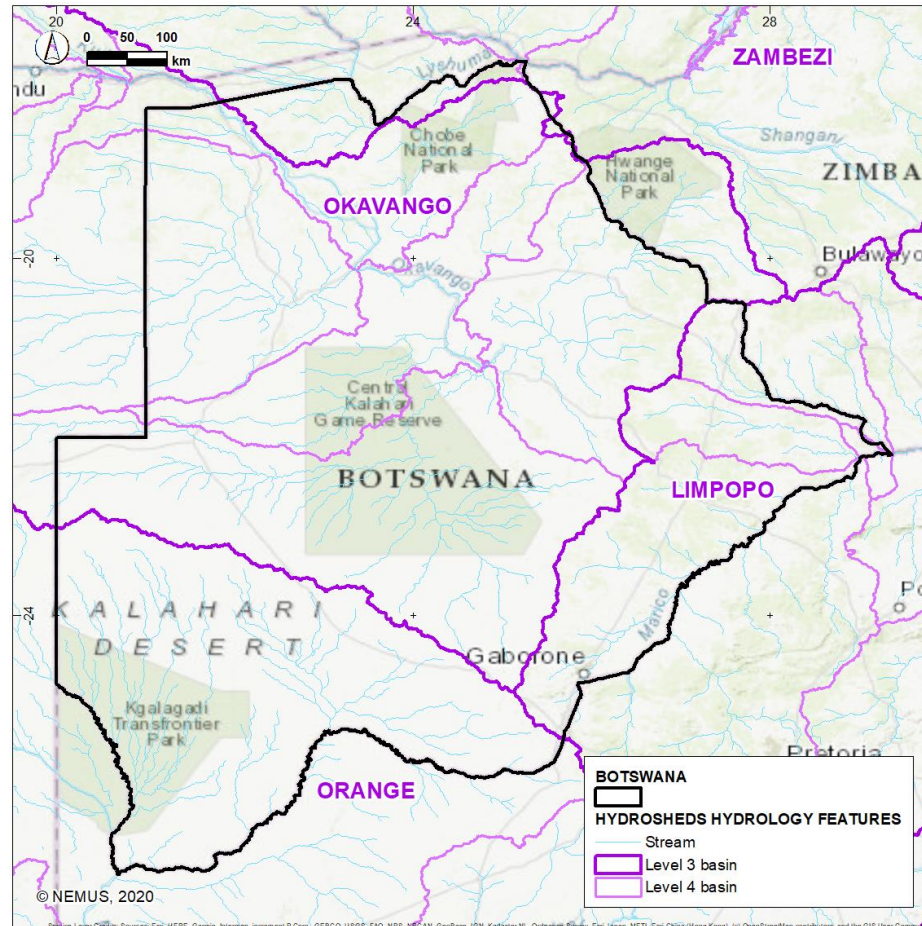 20
24
28
0 50 100
km
ZAMBEZI
Lyshuma
ndu
Chobe
National
Park
Shangani
Hwange
National
Park
ZIMBA
OKAVANGO
-20
Okavango
Bulawayo
Central
Kalahari
Game Reserve
BOTSWANA
LIMPOPO
-24
KALAHARI
DESERT
Marico
Po
Gaborone
Kgalagadi
Transfrontier
Park
Pretoria
ORANGE
BOTSWANA
HYDROSHEDS HYDROLOGY FEATURES
Stream
Level 3 basin
Level 4 basin
© NEMUS, 2020